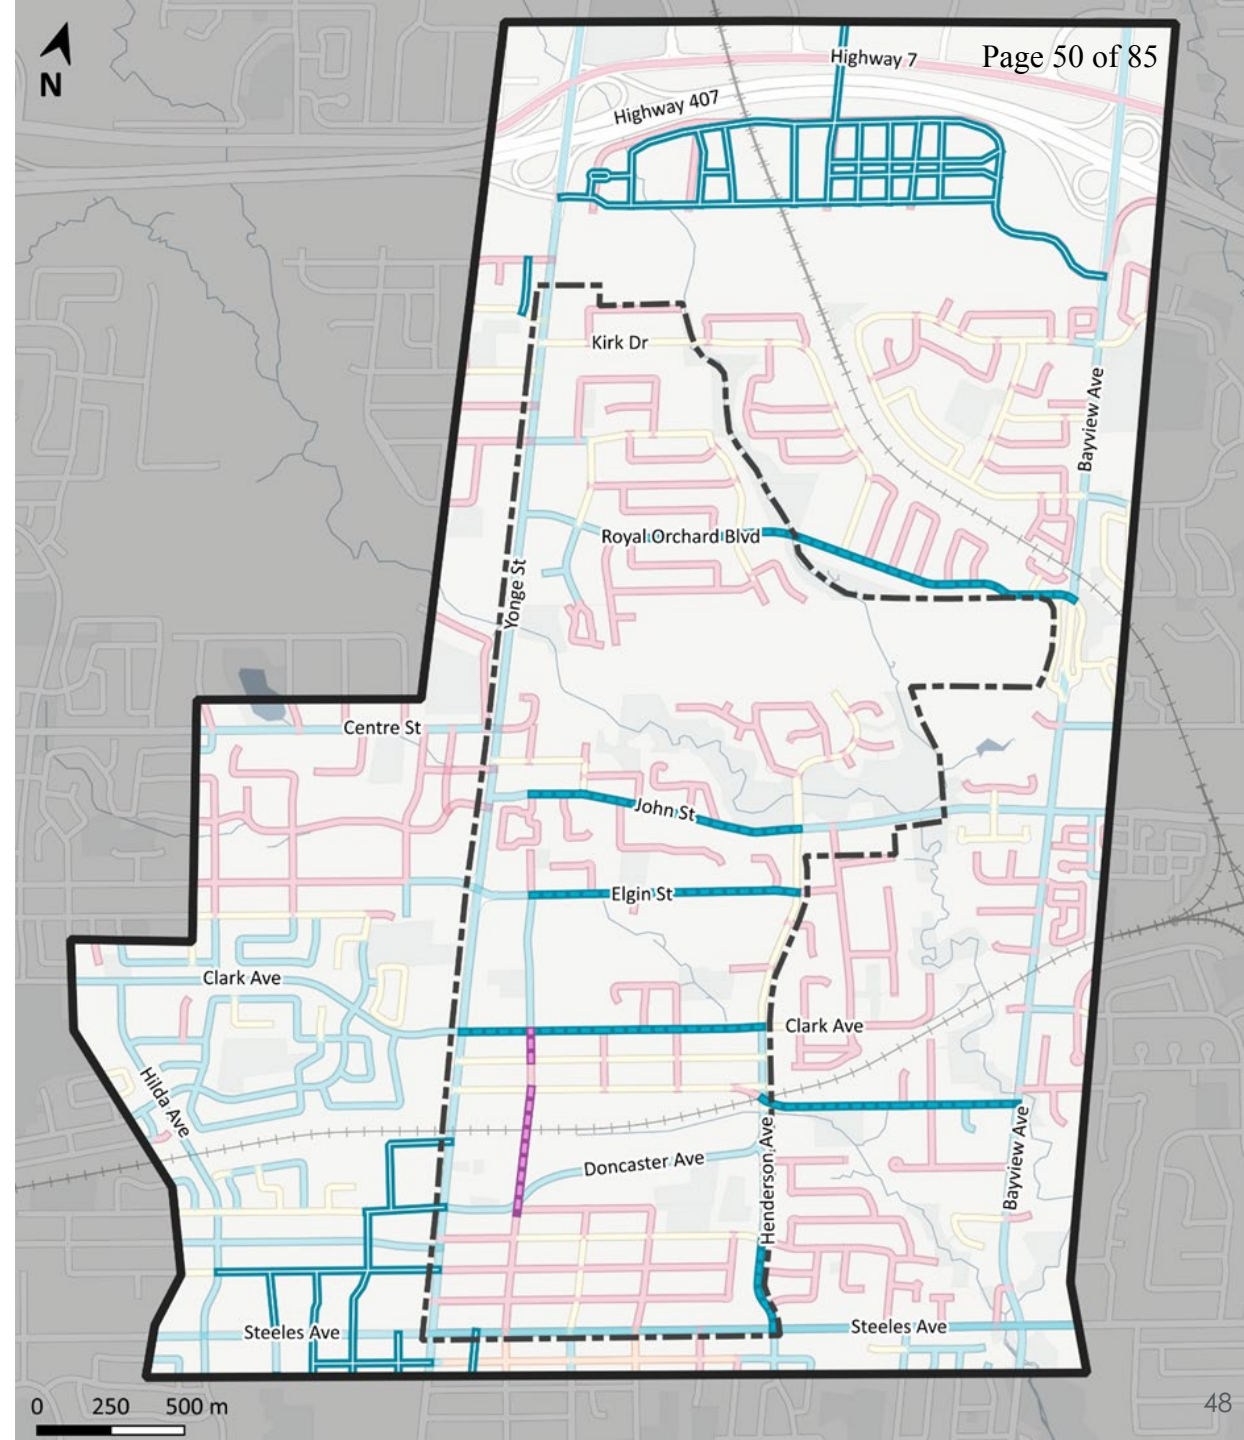 Page 50 of 85
Highway 7
Highway 407
N
Kirk Dr
Bayview Ave
Royal Orchard Blvd
Yonge St
Centre St
John St
Elgin St
Clark Ave
Clark Ave
Hilda Ave
Doncaster Ave
Henderson Ave
Bayview Ave
Steeles Ave
Steeles Ave
0 250 500 m
48